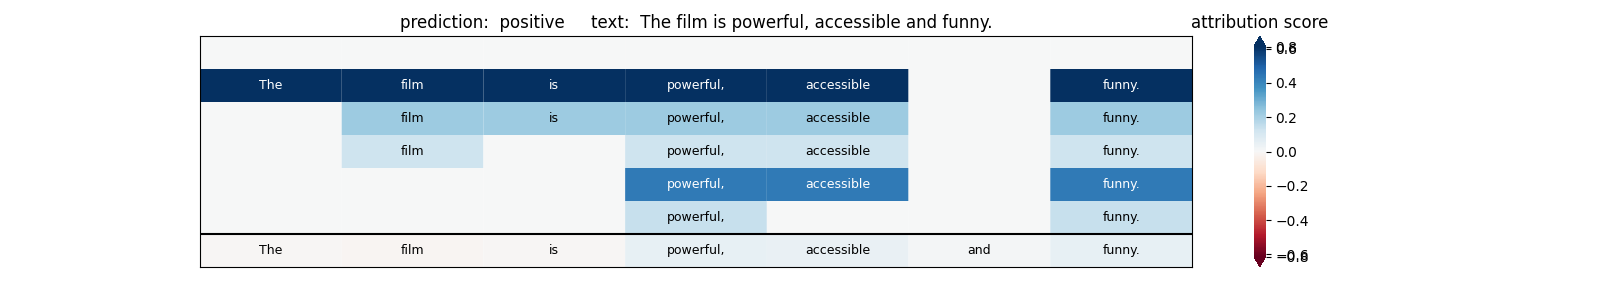 prediction:  positive     text:  The film is powerful, accessible and funny.
attribution score
The film is powerful, accessible funny.
film is powerful, accessible funny.
film powerful, accessible funny.
powerful, accessible funny.
powerful, funny.
The film is powerful, accessible and funny.
0.8
0.6
0.4
0.2
0.0
−0.2
−0.4
−0.6